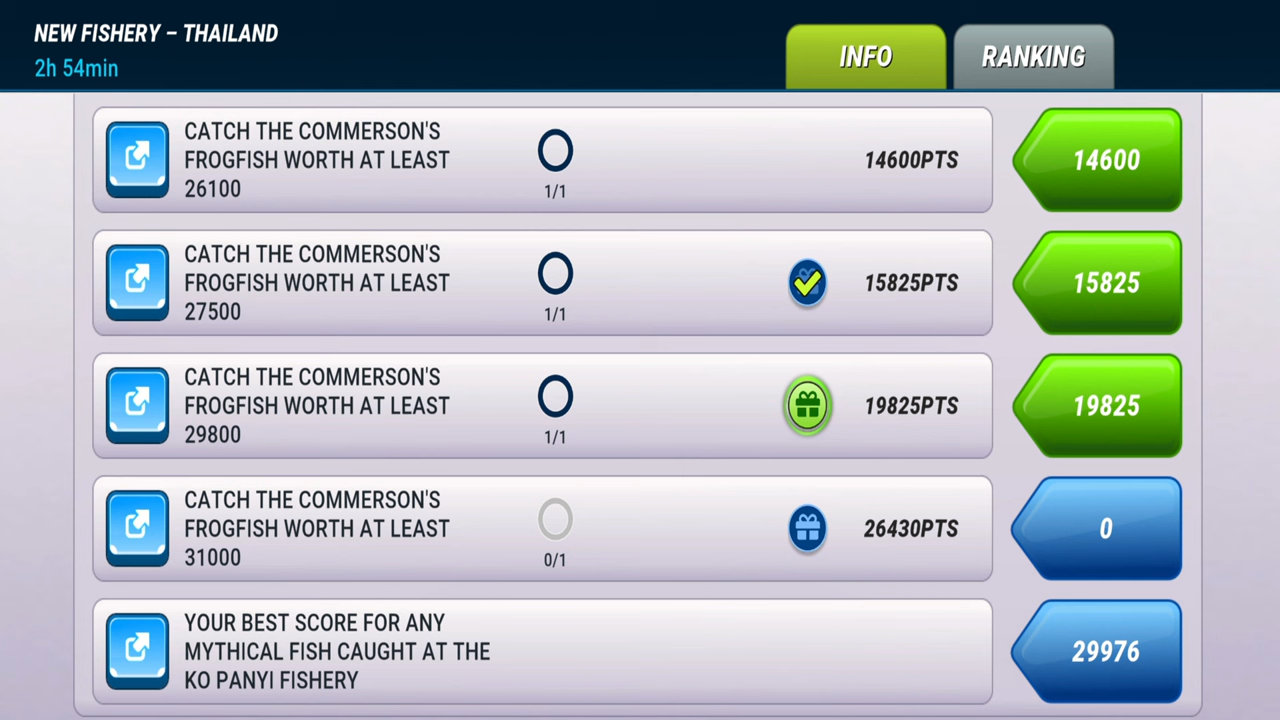 NEW FISHERY – THAILAND
2h 54min
INFO
RANKING
CATCH THE COMMERSON'S
FROGFISH WORTH AT LEAST
26100
1/1
14600PTS
14600
CATCH THE COMMERSON'S
FROGFISH WORTH AT LEAST
27500
1/1
15825PTS
15825
CATCH THE COMMERSON'S
FROGFISH WORTH AT LEAST
29800
1/1
19825PTS
19825
CATCH THE COMMERSON'S
FROGFISH WORTH AT LEAST
31000
0/1
26430PTS
0
YOUR BEST SCORE FOR ANY
MYTHICAL FISH CAUGHT AT THE
KO PANYI FISHERY
29976